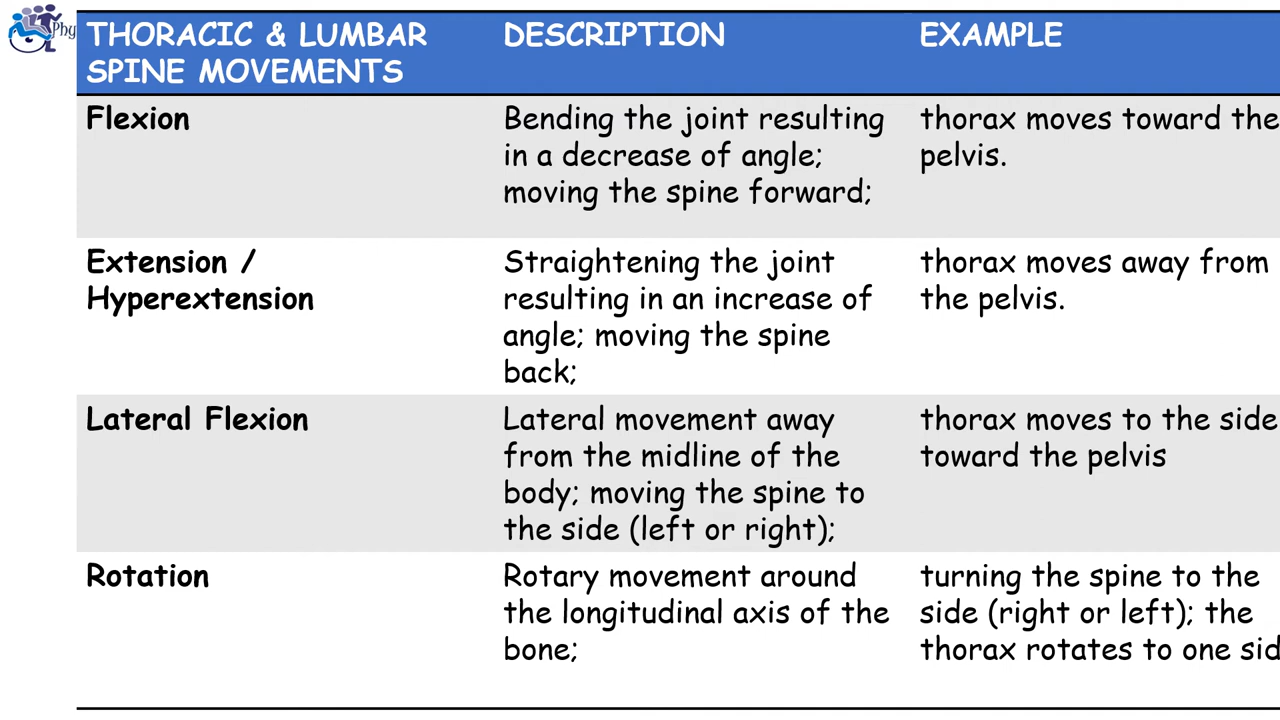 Phy
THORACIC & LUMBAR
SPINE MOVEMENTS
DESCRIPTION
EXAMPLE
Flexion
Bending the joint resulting
in a decrease of angle;
moving the spine forward;
thorax moves toward the
pelvis.
Extension /
Hyperextension
Straightening the joint
resulting in an increase of
angle; moving the spine
back;
thorax moves away from
the pelvis.
Lateral Flexion
Lateral movement away
from the midline of the
body; moving the spine to
the side (left or right);
thorax moves to the side
toward the pelvis
Rotation
Rotary movement around
the longitudinal axis of the
bone;
turning the spine to the
side (right or left); the
thorax rotates to one sid